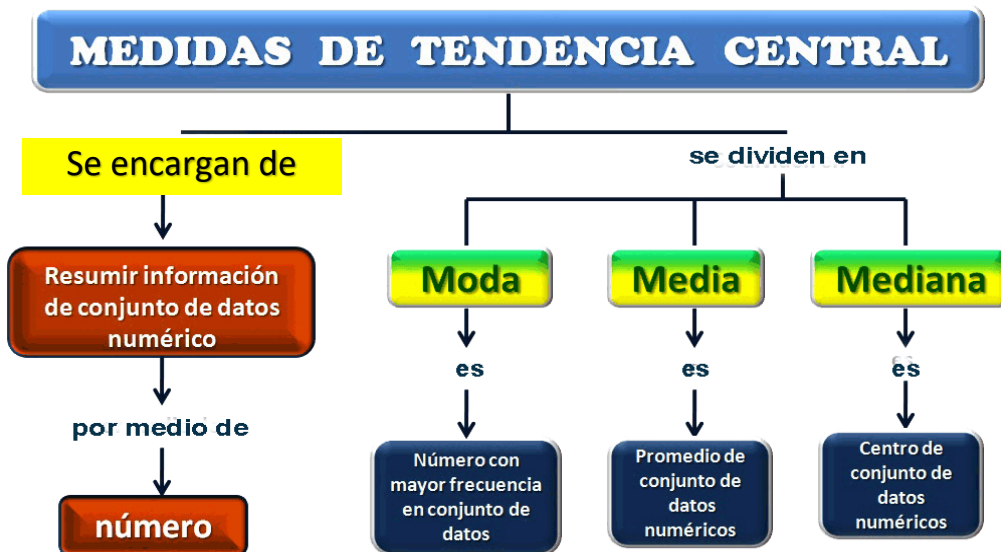 MEDIDAS DE TENDENCIA CENTRAL
Se encargan de
Resumir información
de conjunto de datos
numérico
por medio de
número
se dividen en
Moda
es
Número con
mayor frecuencia
en conjunto de
datos
Media
es
Promedio de
conjunto de
datos
numéricos
Mediana
es
Centro de
conjunto de
datos
numéricos